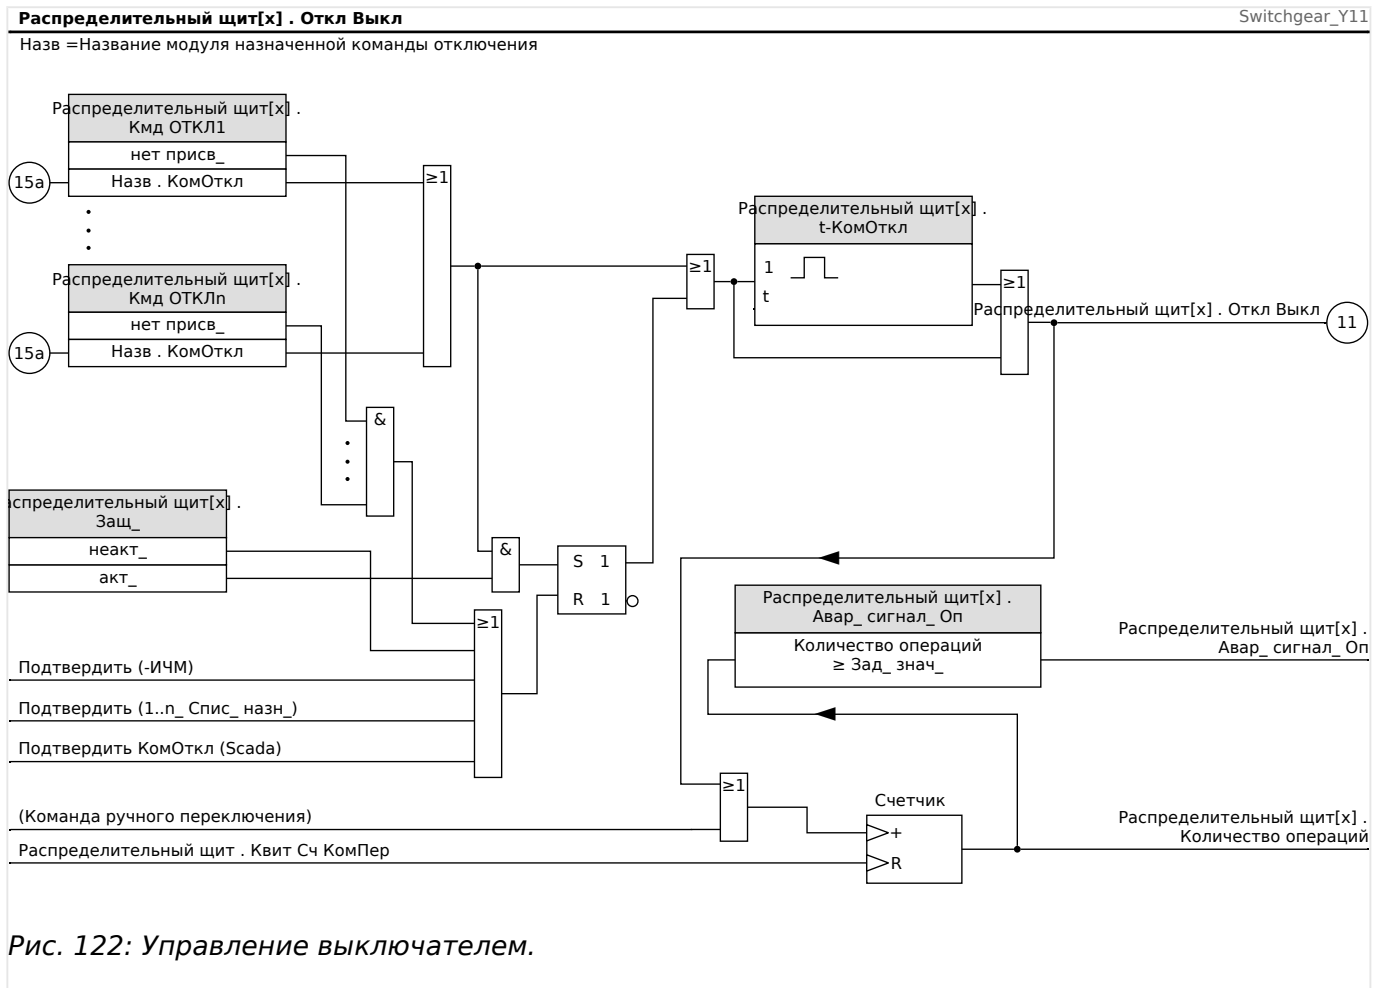 Распределительный щит[x] . Откл Выкл
Switchgear_Y11
Назв =Название модуля назначенной команды отключения
Распределительный щит[x] .
Кмд ОТКЛ1
нет присв_
15a
Назв . КомОткл
≥1
Распределительный щит[x] .
t-КомОткл
1
t
Распределительный щит[x] .
Кмд ОТКЛn
нет присв_
15a
Назв . КомОткл
≥1
≥1
Распределительный щит[x] . Откл Выкл
11
&
аспределительный щит[x] .
Защ_
неакт_
акт_
&
S 1
R 1
≥1
Распределительный щит[x] .
Авар_ сигнал_ Оп
Количество операций
≥ Зад_ знач_
Распределительный щит[x] .
Авар_ сигнал_ Оп
Подтвердить (-ИЧМ)
Подтвердить (1..n_ Спис_ назн_)
Подтвердить КомОткл (Scada)
≥1
(Команда ручного переключения)
Счетчик
+
R
Распределительный щит[x] .
Количество операций
Распределительный щит . Квит Сч КомПер
Рис. 122: Управление выключателем.